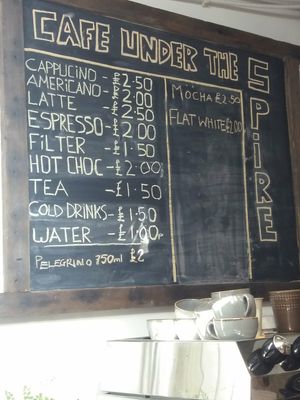 CAFE UNDER THE
SPIRE
CAPPUCINO - £2.50
AMERICANO - £2.00
LATTE - £2.50
ESPRESSO - £2.00
FILTER - £1.50
HOT CHOC - £2.00
TEA - £1.50
COLD DRINKS - £1.50
WATER - £1.00
PELEGRINO 750ml £2
MOCHA £2.50
FLAT WHITE £2.00